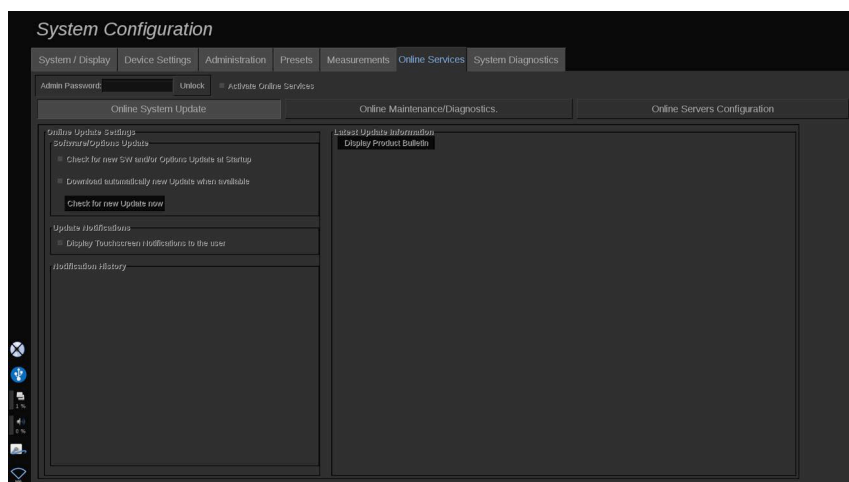 System Configuration
System / Display Device Settings Administration Presets Measurements Online Services System Diagnostics
Admin Password: Unlock Activate Online Services
Online System Update Online Maintenance/Diagnostics. Online Servers Configuration
Online Update Settings
Software/Options Update
Check for new SW and/or Options Update at Startup
Download automatically new Update when available
Check for new Update now
Update Notifications
Display Touchscreen Notifications to the user
Notification History
Latest Update Information
Display Product Bulletin
1 %
0 %